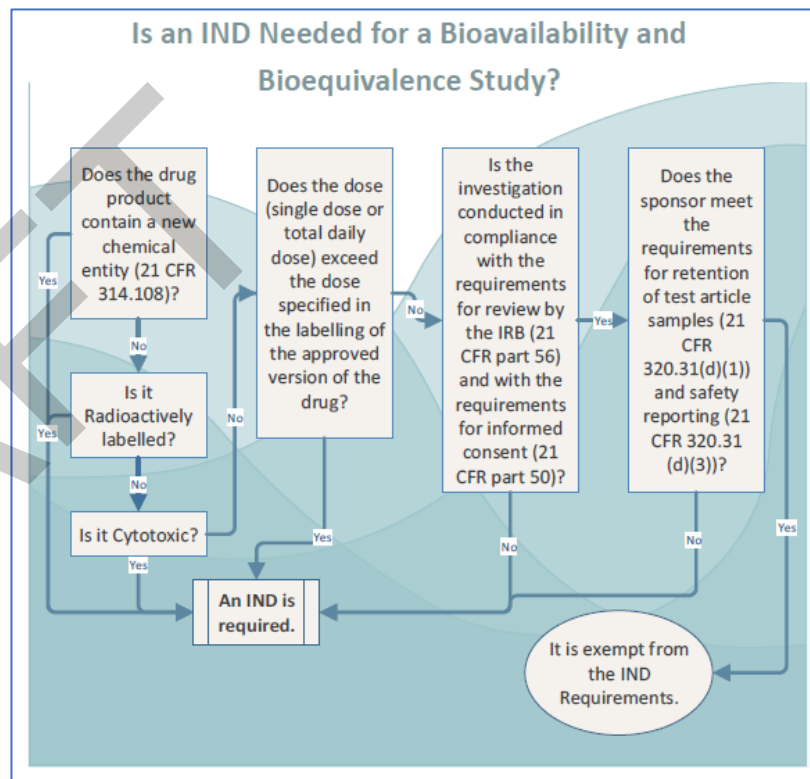 Is an IND Needed for a Bioavailability and
Bioequivalence Study?
Does the drug
product
contain a new
chemical
entity (21 CFR
314.108)?
Yes
No
Is it
Radioactively
labelled?
Yes
No
Is it Cytotoxic?
Yes
No
Does the dose
(single dose or
total daily
dose) exceed
the dose
specified in
the labelling of
the approved
version of the
drug?
No
Yes
Is the
investigation
conducted in
compliance
with the
requirements
for review by
the IRB (21
CFR part 56)
and with the
requirements
for informed
consent (21
CFR part 50)?
Yes
No
Does the
sponsor meet
the
requirements
for retention
of test article
samples (21
CFR
320.31(d)(1))
and safety
reporting (21
CFR 320.31
(d)(3))?
No
Yes
An IND is
required.
It is exempt from
the IND
Requirements.